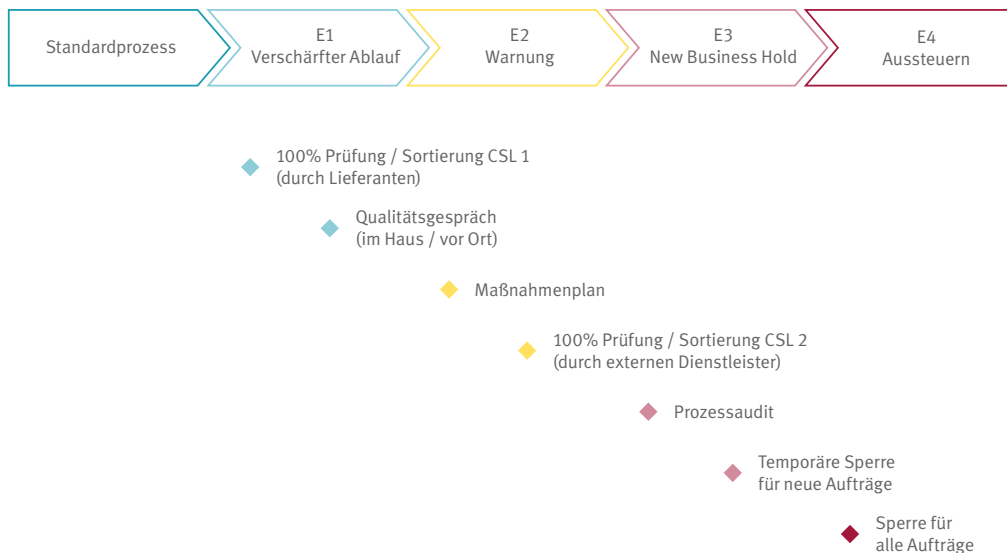 Standardprozess
E1
Verschärfter Ablauf
E2
Warnung
E3
New Business Hold
E4
Aussteuern
100% Prüfung / Sortierung CSL 1
(durch Lieferanten)
Qualitätsgespräch
(im Haus / vor Ort)
Maßnahmenplan
100% Prüfung / Sortierung CSL 2
(durch externen Dienstleister)
Prozessaudit
Temporäre Sperre
für neue Aufträge
Sperre für
alle Aufträge